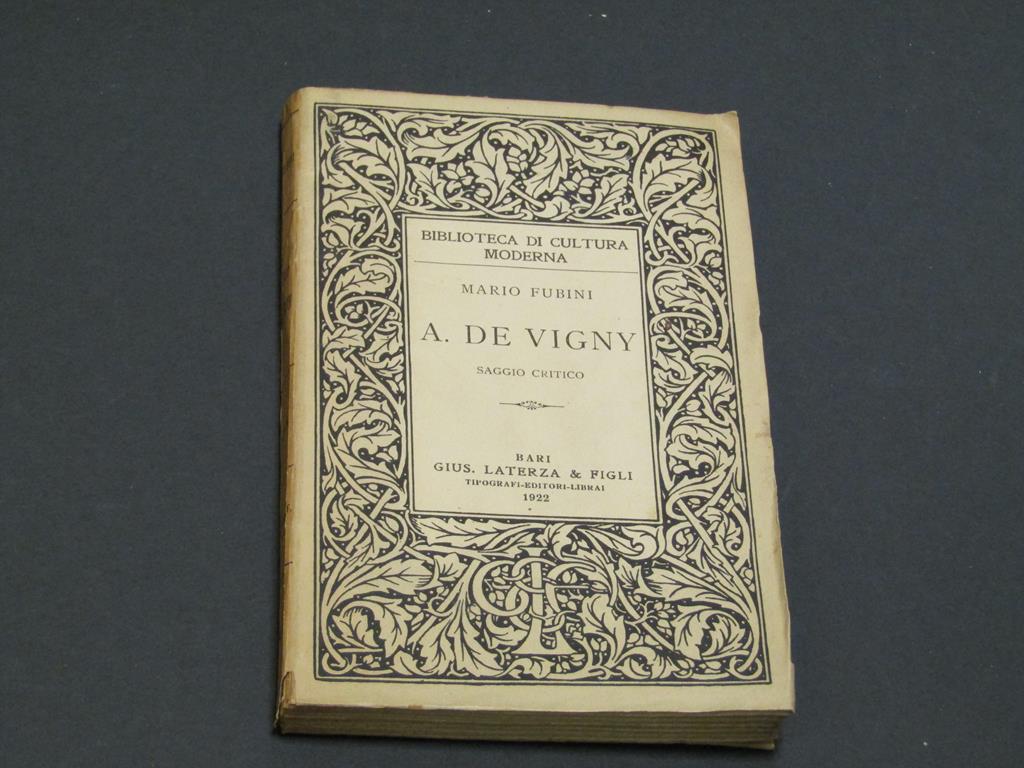 BIBLIOTECA DI CULTURA
MODERNA
MARIO FUBINI
A. DE VIGNY
SAGGIO CRITICO
BARI
GIUS. LATERZA & FIGLI
TIPOGRAFI-EDITORI-LIBRAI
1922